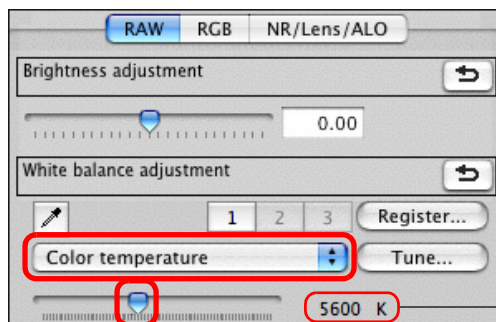 RAW RGB NR/Lens/ALO
Brightness adjustment
0.00
White balance adjustment
1 2 3 Register...
Color temperature Tune...
5600 K